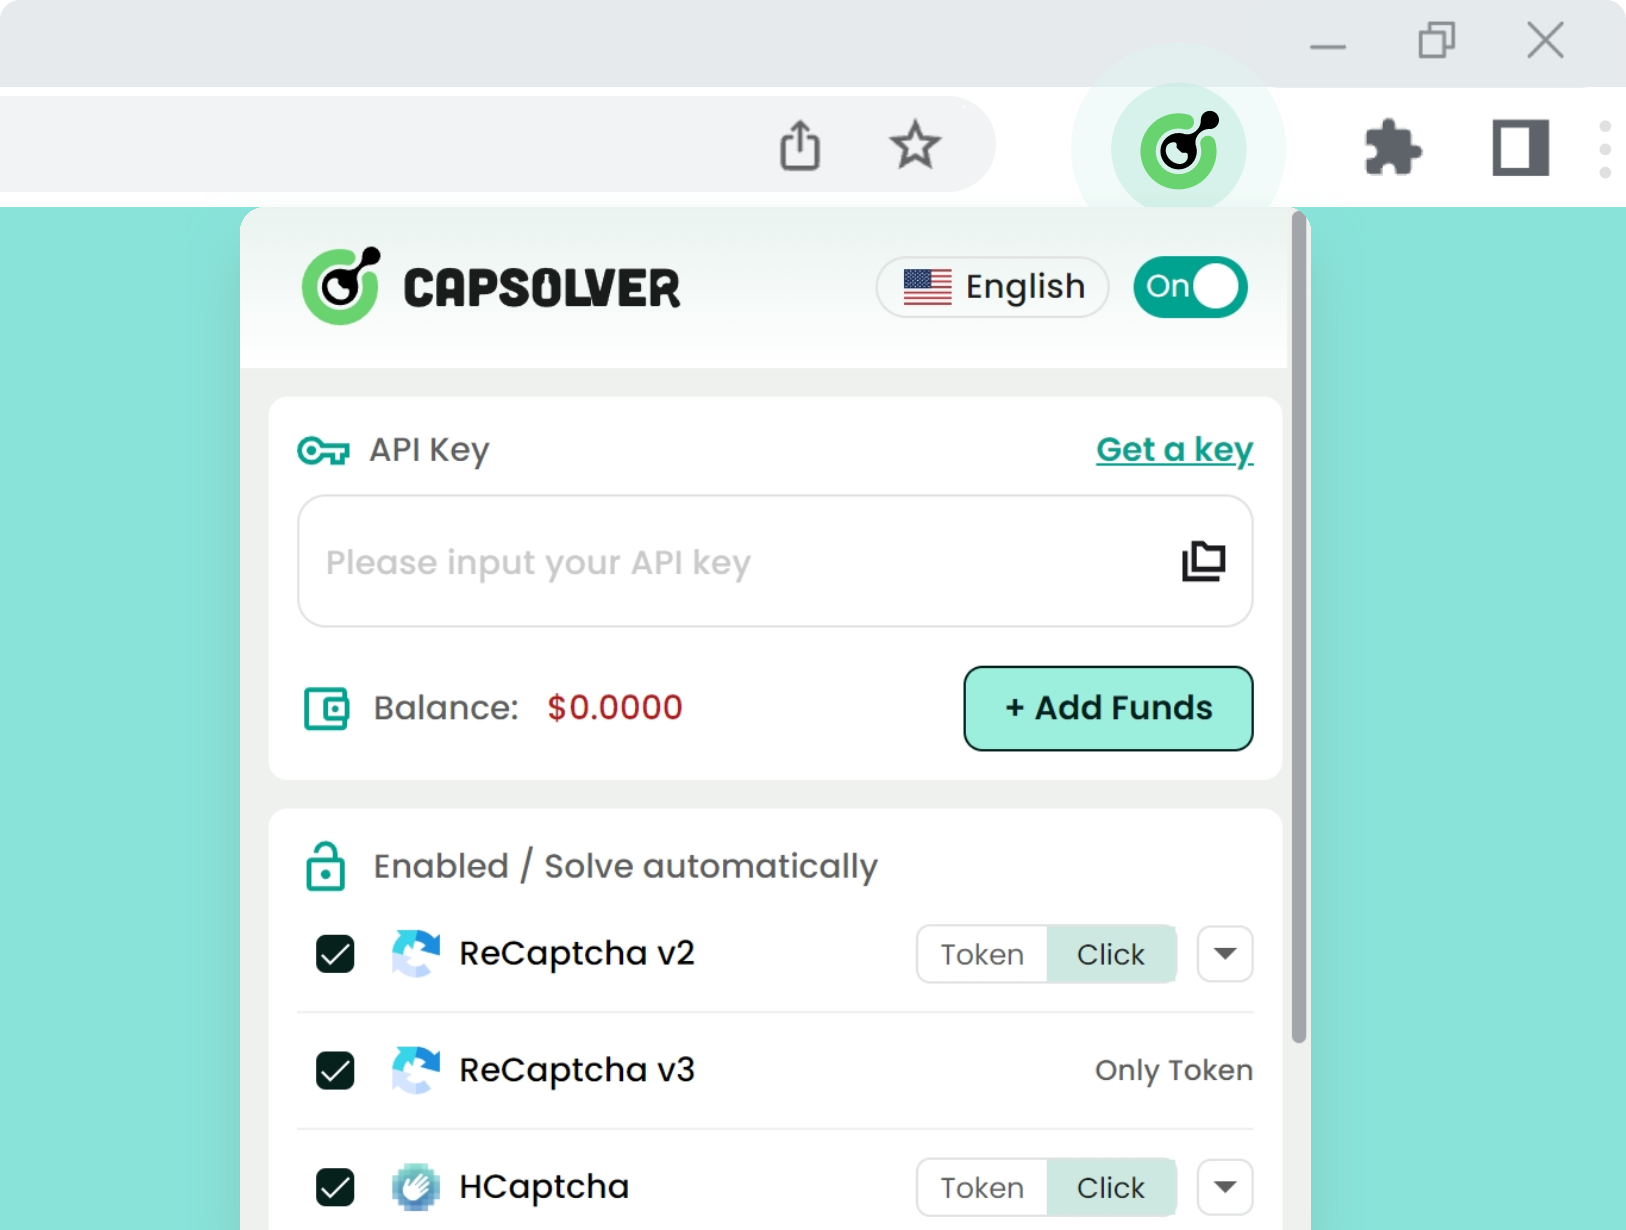 CAPSOLVER
English
On
API Key
Get a key
Please input your API key
Balance: $0.0000
+ Add Funds
Enabled / Solve automatically
ReCaptcha v2
Token
Click
ReCaptcha v3
Only Token
HCaptcha
Token
Click